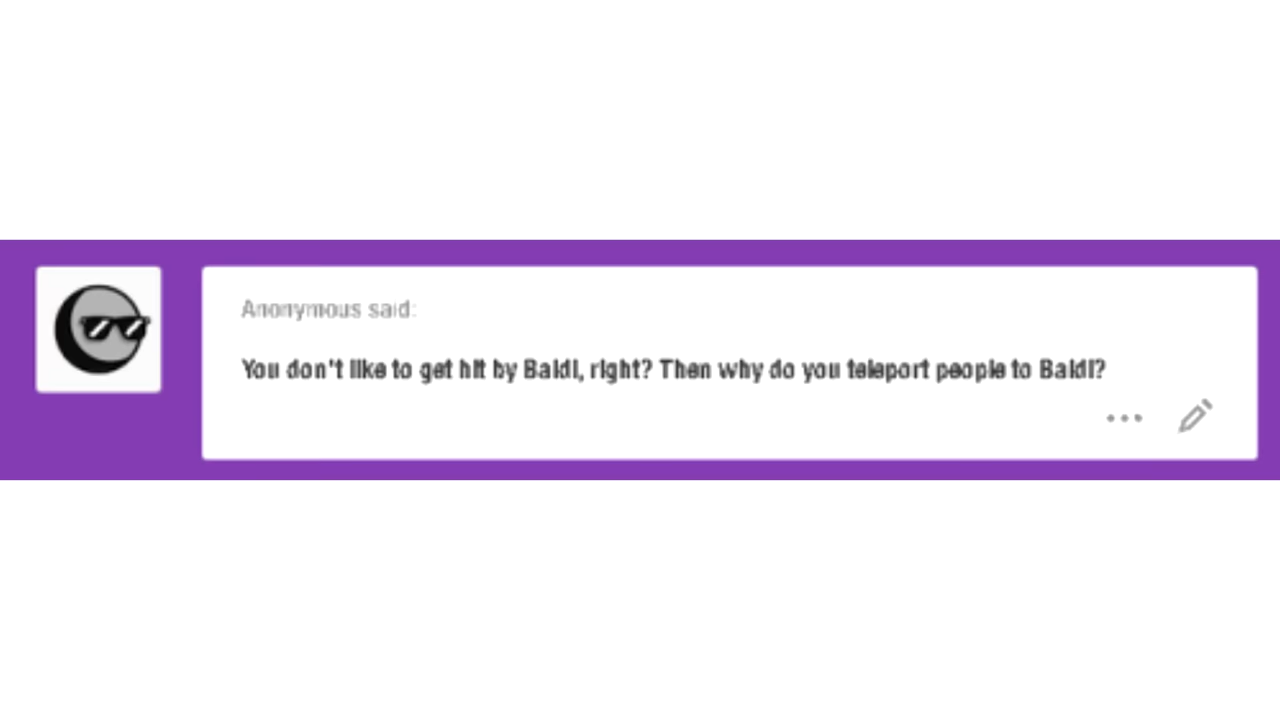 Anonymous said:
You don't like to get hit by Baldi, right? Then why do you teleport people to Baldi?